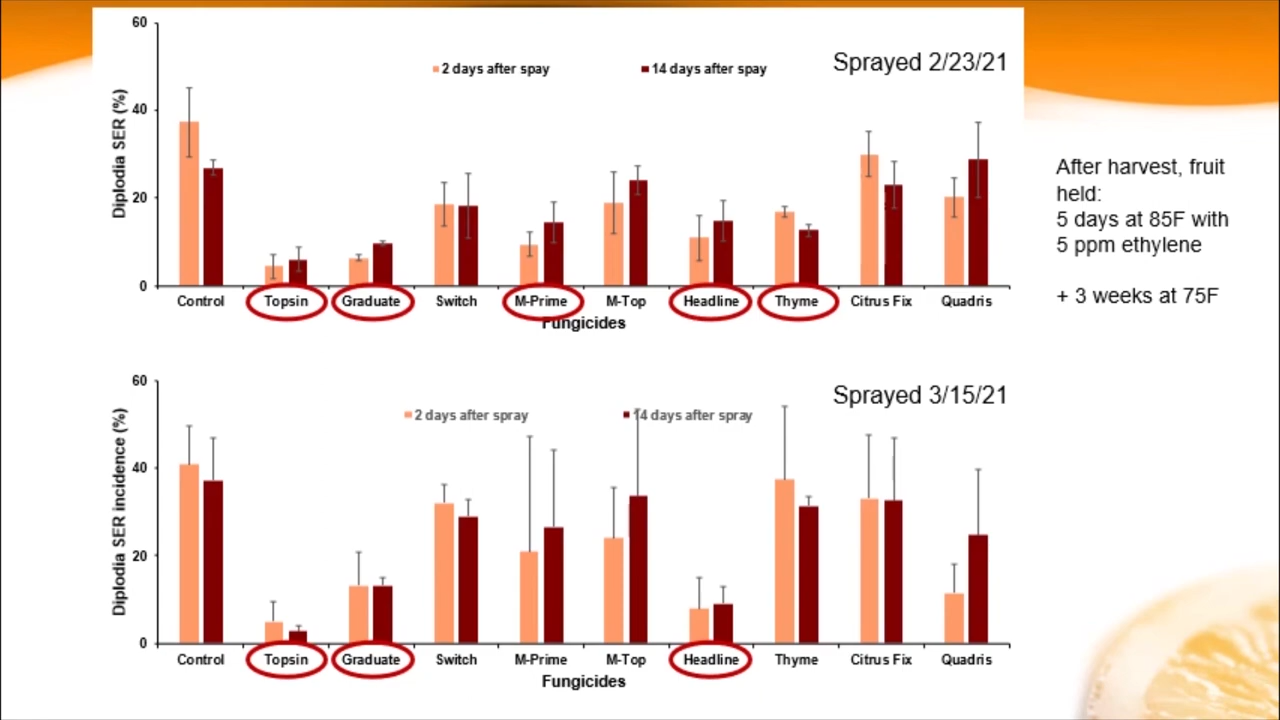 Sprayed 2/23/21
2 days after spay
14 days after spay
Diplodia SER (%)
60
40
20
0
Control
Topsin
Graduate
Switch
M-Prime
M-Top
Headline
Thyme
Citrus Fix
Quadris
Fungicides
After harvest, fruit
held:
5 days at 85F with
5 ppm ethylene
+ 3 weeks at 75F
Sprayed 3/15/21
2 days after spray
14 days after spray
Diplodia SER incidence (%)
60
40
20
0
Control
Topsin
Graduate
Switch
M-Prime
M-Top
Headline
Thyme
Citrus Fix
Quadris
Fungicides